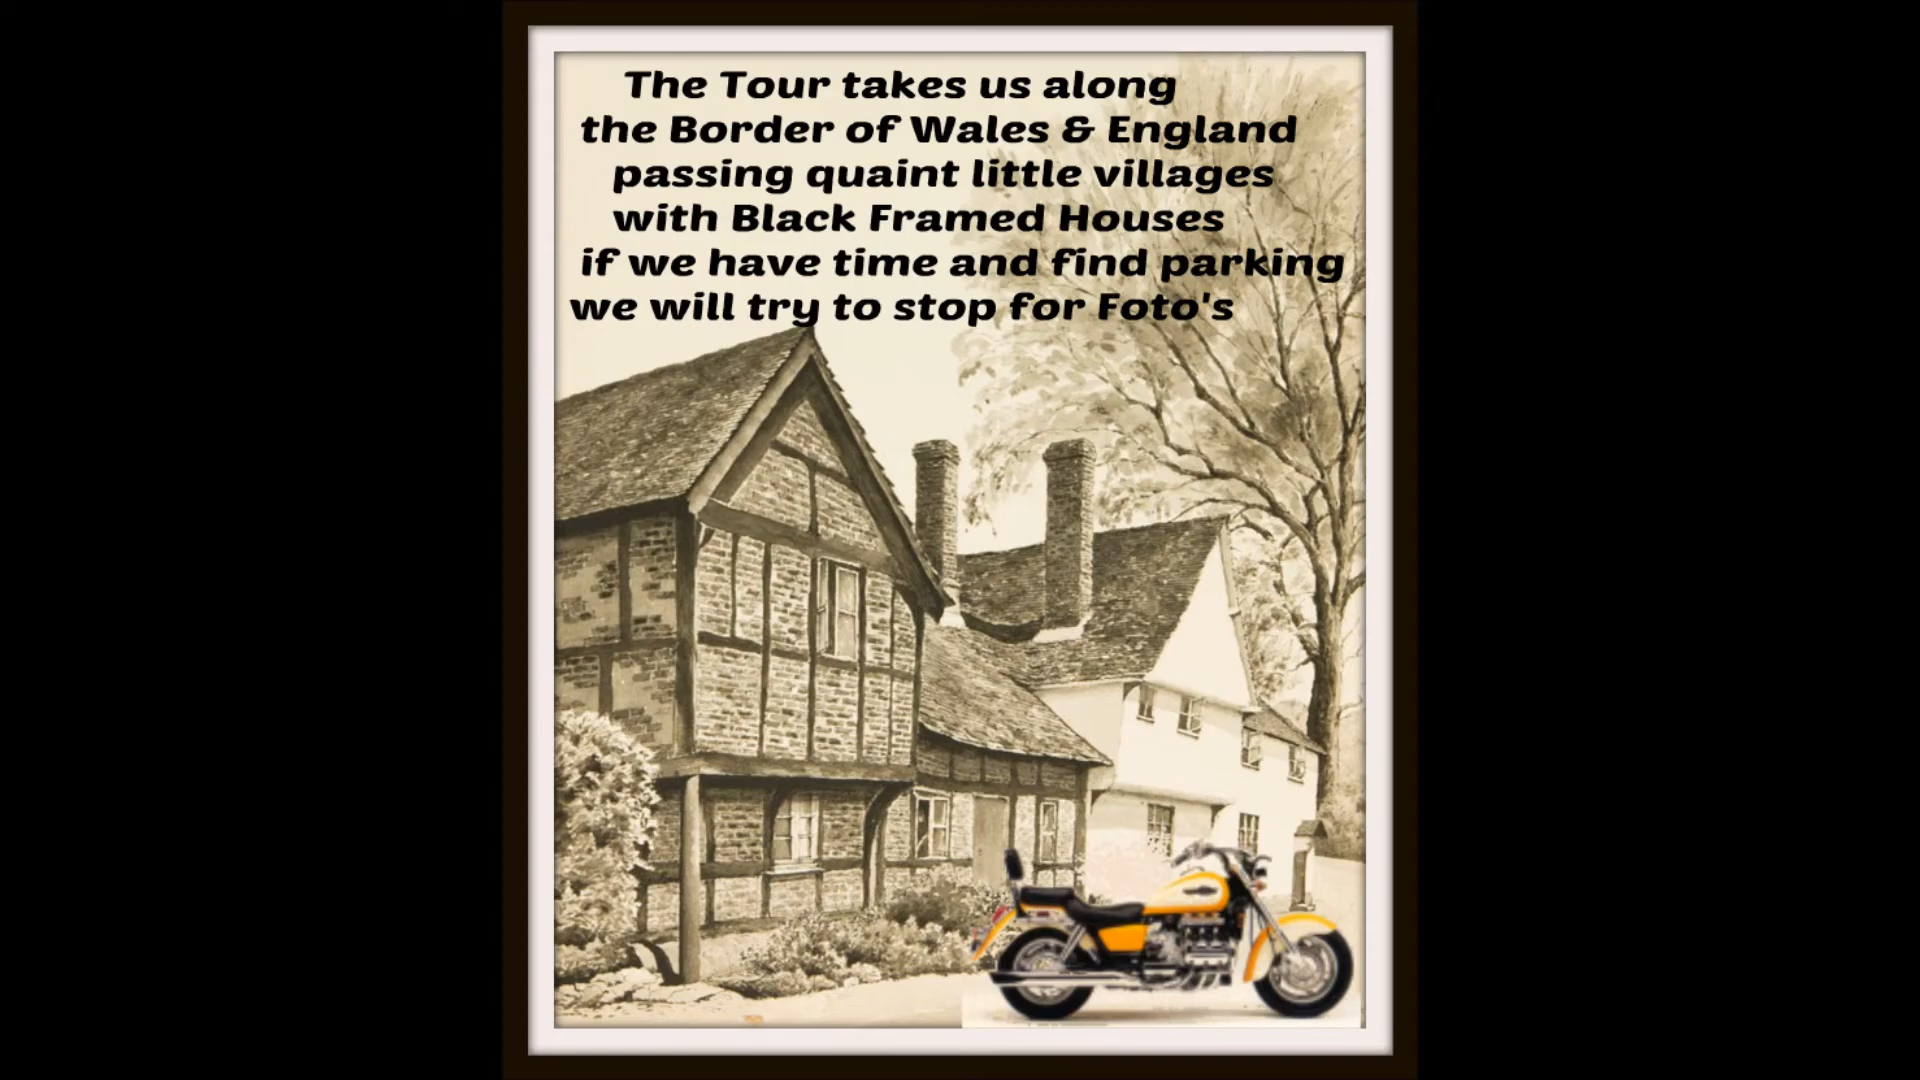 The Tour takes us along
the Border of Wales & England
passing quaint little villages
with Black Framed Houses
if we have time and find parking
we will try to stop for Foto's